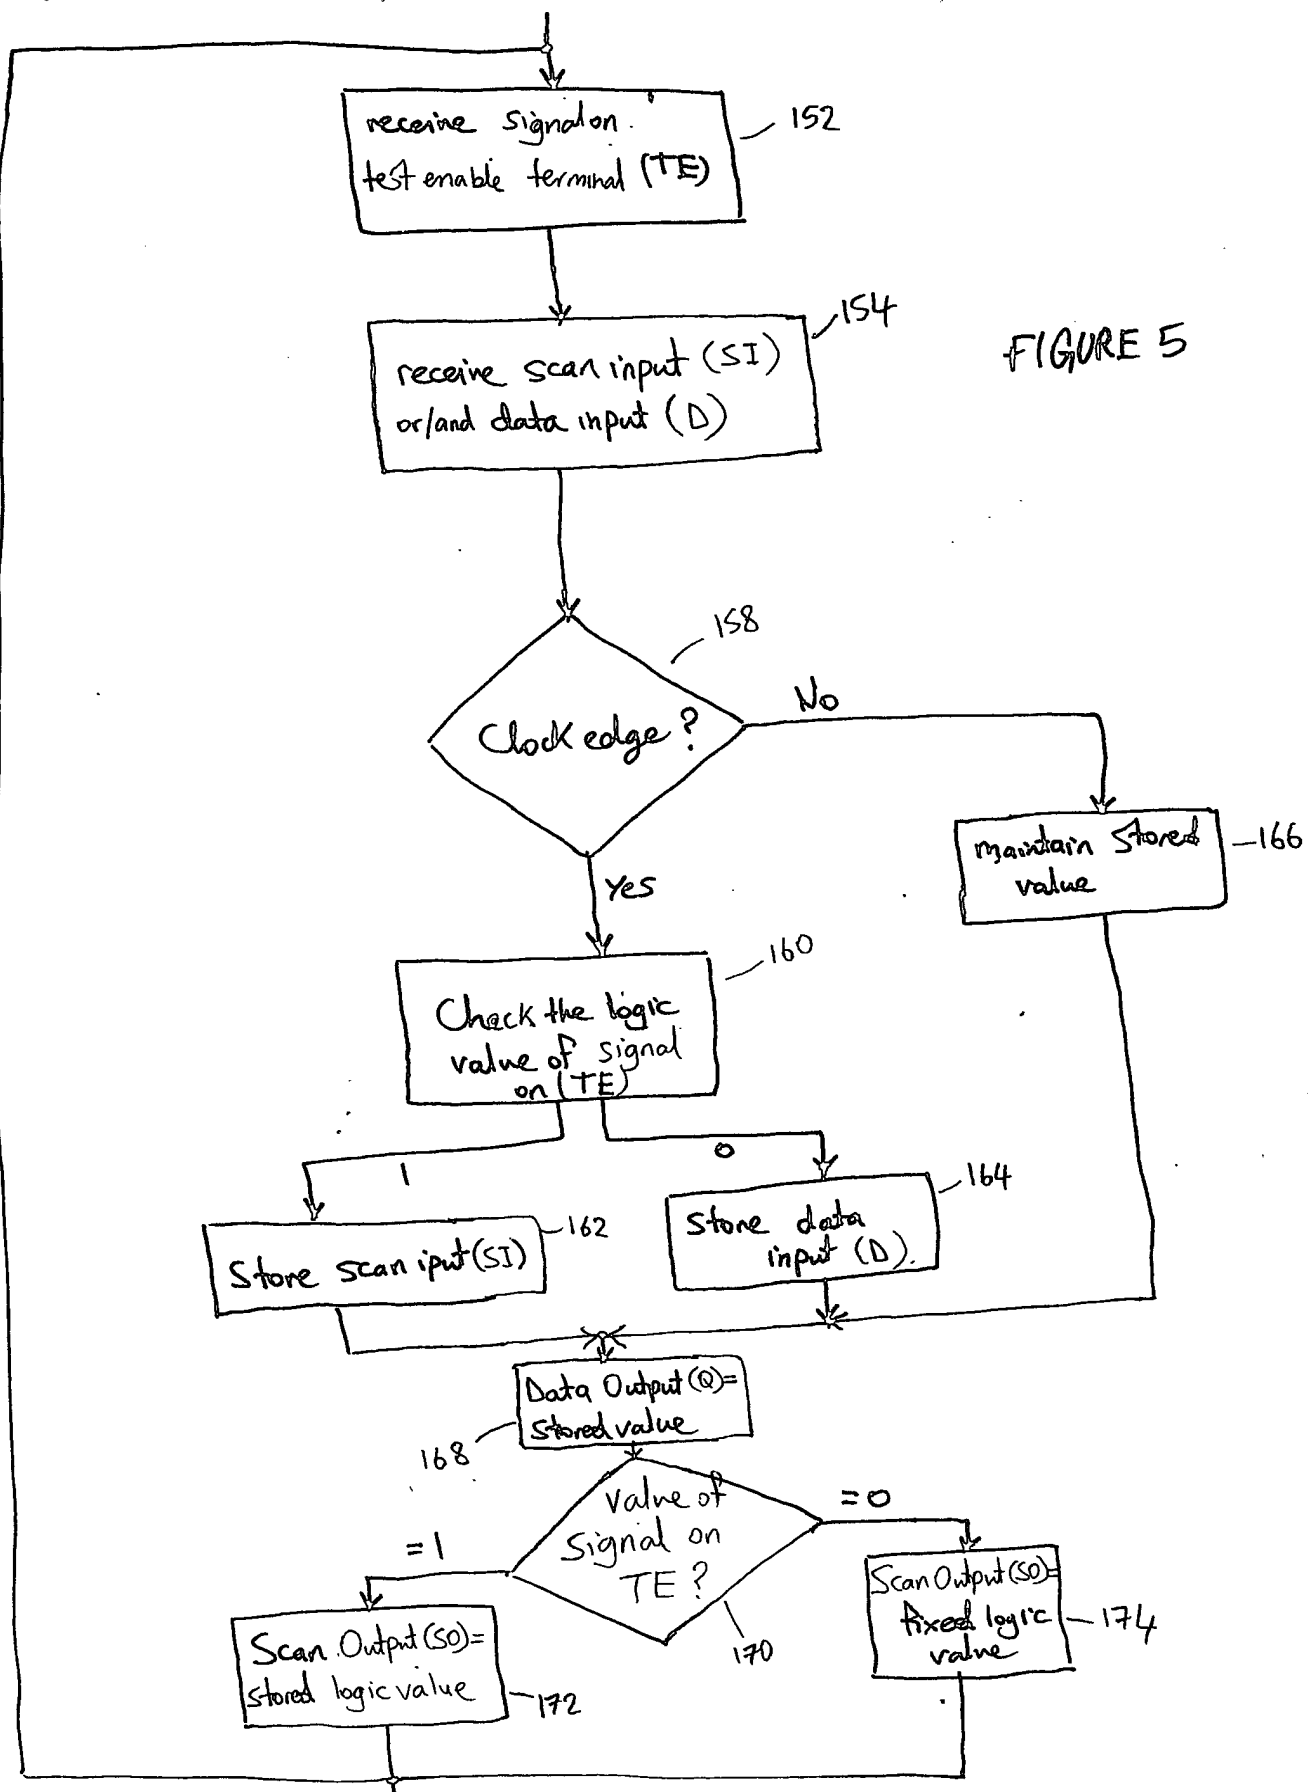 receive signal on.
test enable terminal (TE)
152
receive scan input (SI)
or/and data input (D)
154
FIGURE 5
Clock edge?
158
No
Yes
maintain stored
value
166
Check the logic
value of signal
on (TE)
160
1
0
Store scan iput (SI)
162
Store data
input (D).
164
Data Output (Q)=
Stored value
168
value of
signal on
TE?
170
=1
=0
Scan Output (SO)=
stored logic value
172
Scan Output (SO)=
fixed logic
value
174